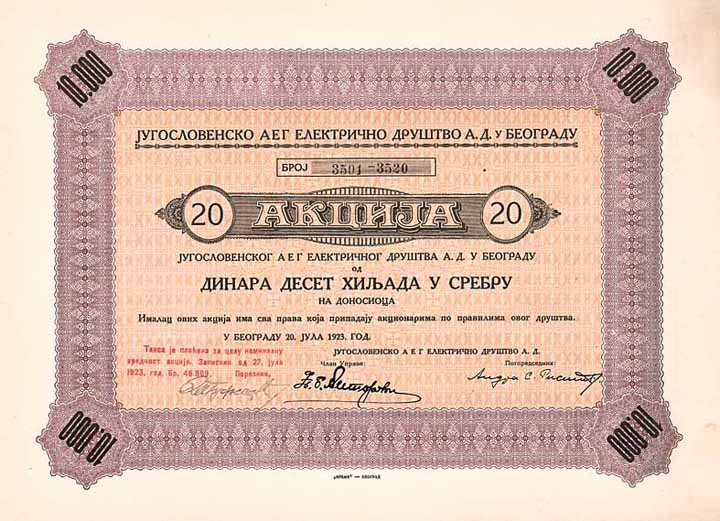 10.000
10.000
ЈУГОСЛОВЕНСКО АЕГ ЕЛЕКТРИЧНО ДРУШТВО А.Д. У БЕОГРАДУ
БРОЈ 3501-3520
20 АКЦИЈА 20
ЈУГОСЛОВЕНСКОГ АЕГ ЕЛЕКТРИЧНОГ ДРУШТВА А. Д. У БЕОГРАДУ
ОД
ДИНАРА ДЕСЕТ ХИЉАДА У СРЕБРУ
НА ДОНОСИОЦА
Ималац ових акција има сва права која припадају акционарима по правилима овог друштва.
У БЕОГРАДУ 20. ЈУЛА 1923. ГОД.
Такса је плаћена за целу номиналну
вредност акције. Записник од 27. јула
1923. год. Бр. 46 809 Порезник,
ЈУГОСЛОВЕНСКО АЕГ ЕЛЕКТРИЧНО ДРУШТВО А. Д.
Члан Управе: Потпредседник:
10.000
10.000
„ВРЕМЕ" — БЕОГРАД